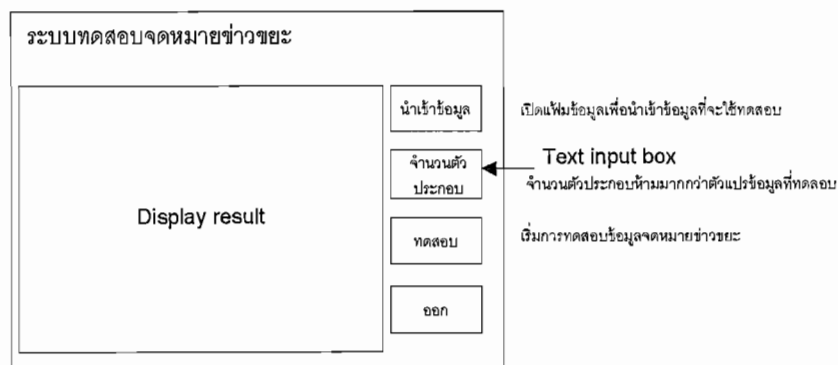 ระบบทดสอบจดหมายข่าวขยะ
นำเข้าข้อมูล
เปิดแฟ้มข้อมูลเพื่อนำเข้าข้อมูลที่จะใช้ทดสอบ
จำนวนตัว
ประกอบ
Text input box
จำนวนตัวประกอบห้ามมากกว่าตัวแปรข้อมูลที่ทดสอบ
Display result
ทดสอบ
เริ่มการทดสอบข้อมูลจดหมายข่าวขยะ
ออก